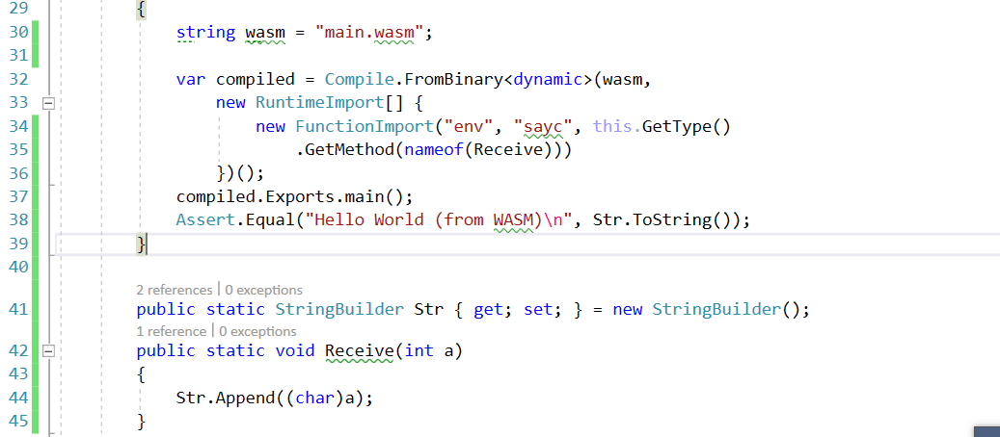 29 {
30 string wasm = "main.wasm";
31
32 var compiled = Compile.FromBinary<dynamic>(wasm,
33 new RuntimeImport[] {
34 new FunctionImport("env", "sayc", this.GetType()
35 .GetMethod(nameof(Receive)))
36 })();
37 compiled.Exports.main();
38 Assert.Equal("Hello World (from WASM)\n", Str.ToString());
39 }
40
2 references | 0 exceptions
41 public static StringBuilder Str { get; set; } = new StringBuilder();
1 reference | 0 exceptions
42 public static void Receive(int a)
43 {
44 Str.Append((char)a);
45 }